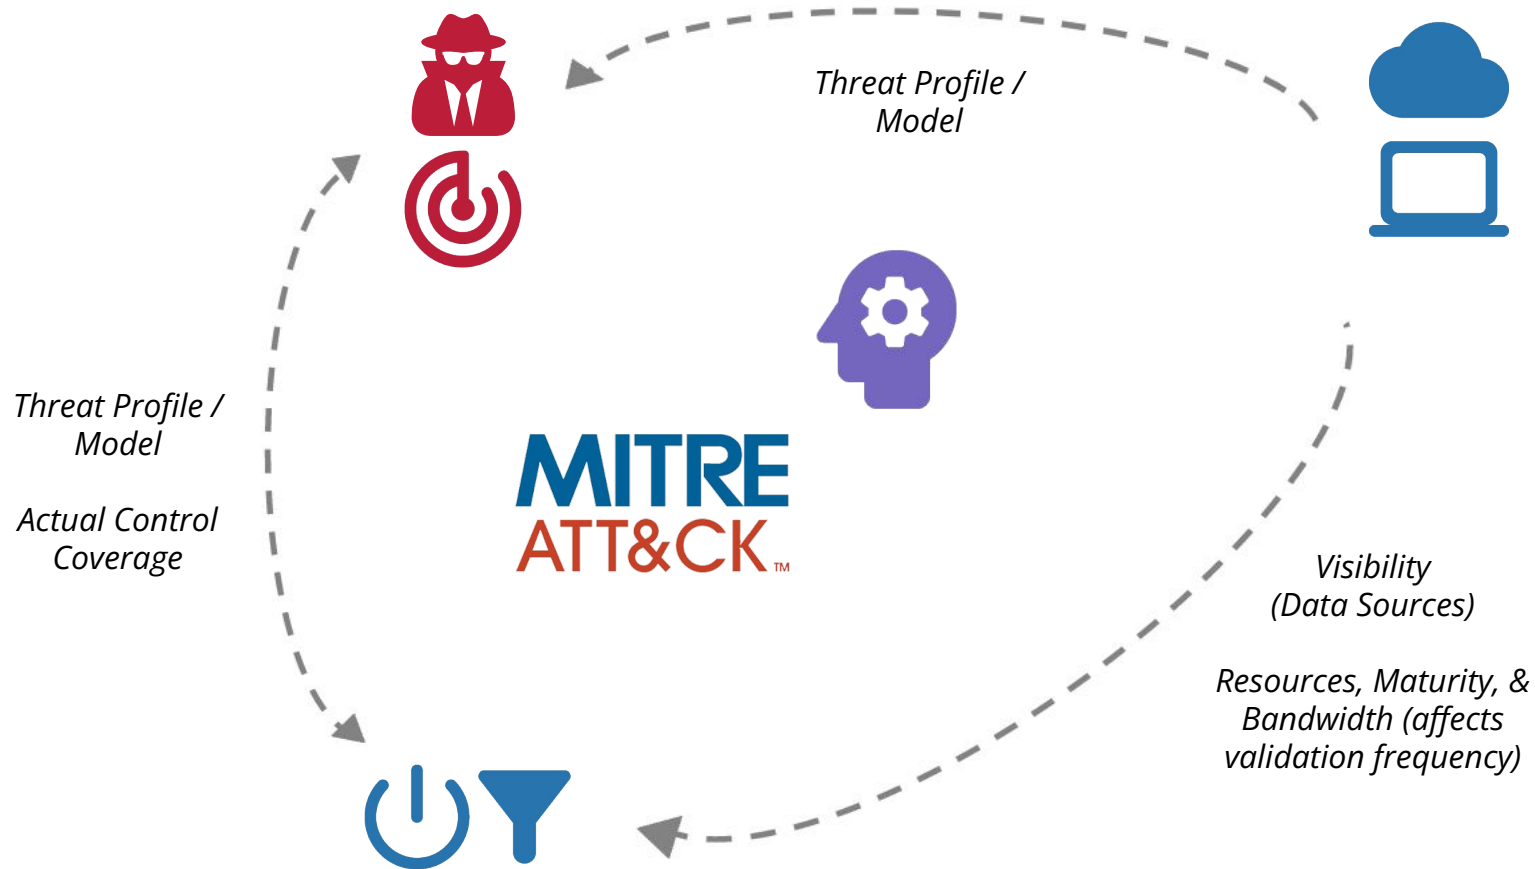 Threat Profile /
Model
Threat Profile /
Model
Actual Control
Coverage
MITRE
ATT&CK™
Visibility
(Data Sources)
Resources, Maturity, &
Bandwidth (affects
validation frequency)